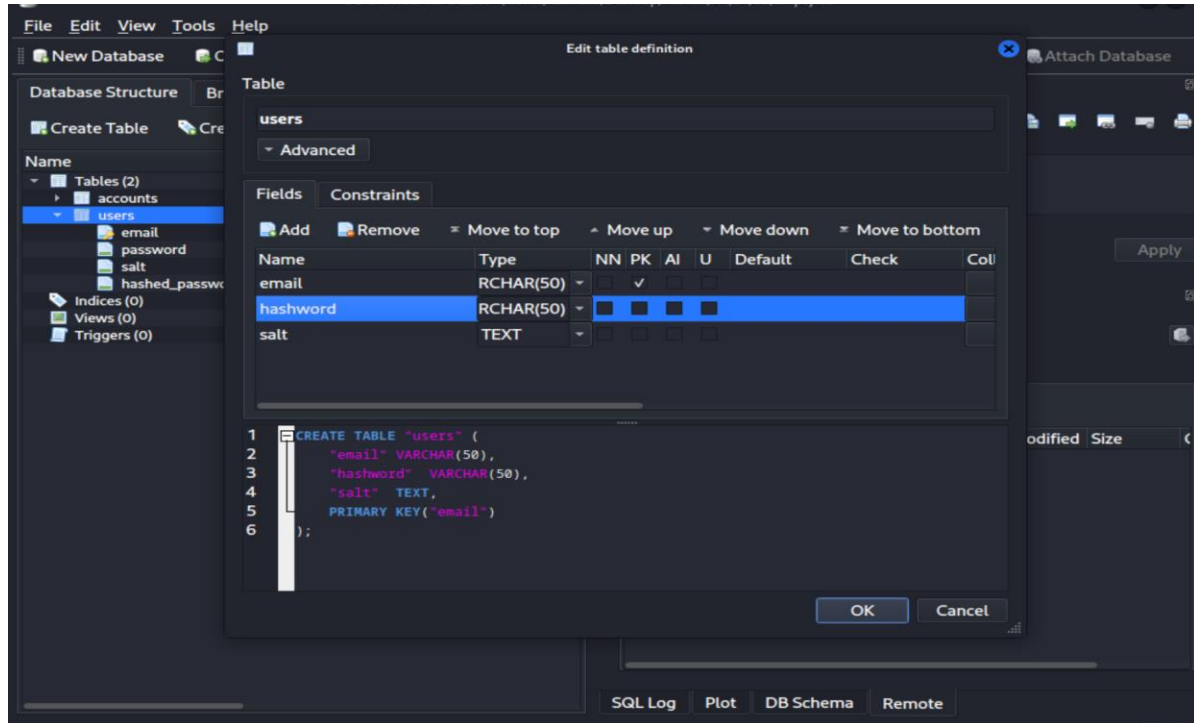 File Edit View Tools Help
Edit table definition
New Database
Attach Database
Database Structure
Table
users
Create Table
Advanced
Name
Tables (2)
accounts
users
email
password
salt
Indices (0)
Views (0)
Triggers (0)
Fields Constraints
Add Remove Move to top Move up Move down Move to bottom
Name Type NN PK AI U Default Check
email RCHAR(50)
hashword RCHAR(50)
salt TEXT
Apply
1 CREATE TABLE "users" (
2 "email" VARCHAR(50),
3 "hashword" VARCHAR(50),
4 "salt" TEXT,
5 PRIMARY KEY("email")
6 );
Size
OK Cancel
SQL Log Plot DB Schema Remote